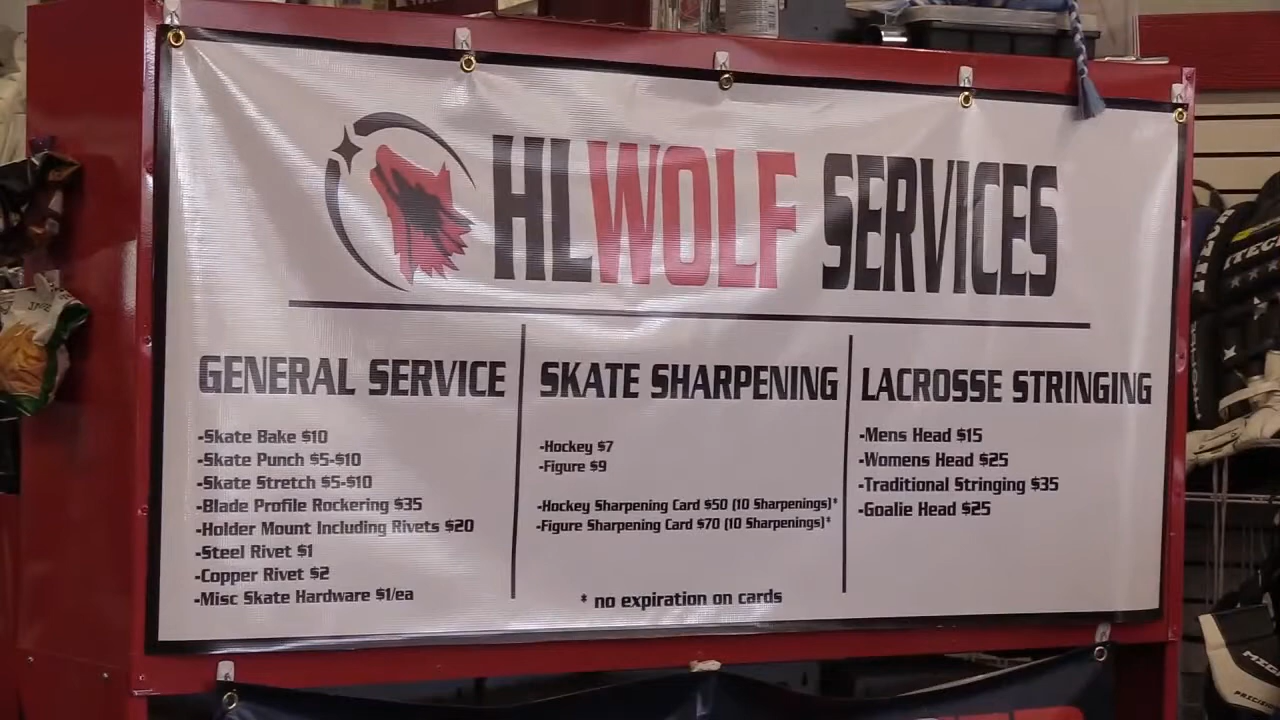 HLWOLF SERVICES
GENERAL SERVICE
-Skate Bake $10
-Skate Punch $5-$10
-Skate Stretch $5-$10
-Blade Profile Rockering $35
-Holder Mount Including Rivets $20
-Steel Rivet $1
-Copper Rivet $2
-Misc Skate Hardware $1/ea
SKATE SHARPENING
-Hockey $7
-Figure $9
-Hockey Sharpening Card $50 (10 Sharpenings)*
-Figure Sharpening Card $70 (10 Sharpenings)*
* no expiration on cards
LACROSSE STRINGING
-Mens Head $15
-Womens Head $25
-Traditional Stringing $35
-Goalie Head $25
ITECH